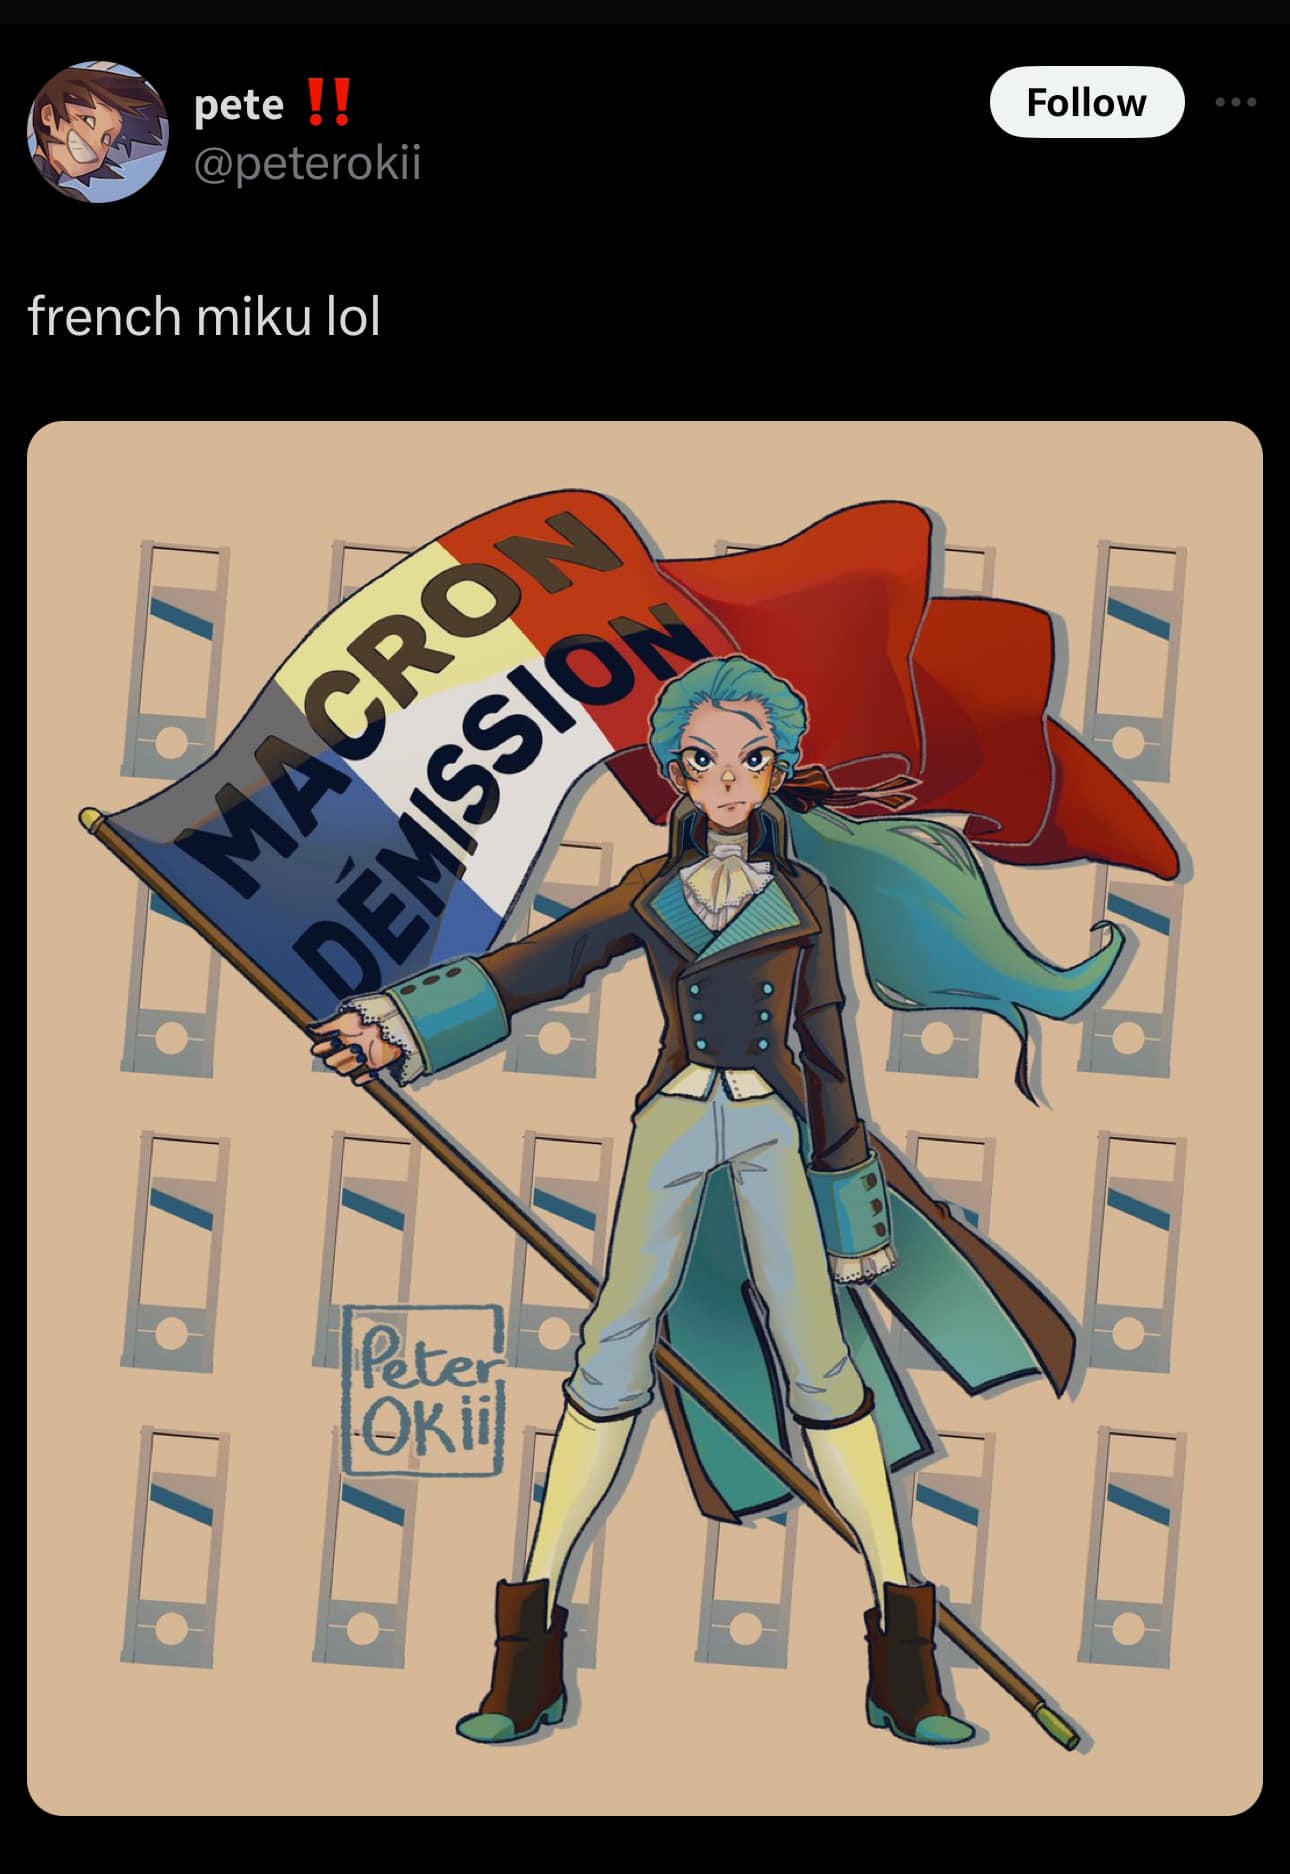 pete ‼️
@peterokii
Follow
french miku lol
MACRON
DÉMISSION
Peter
OKii